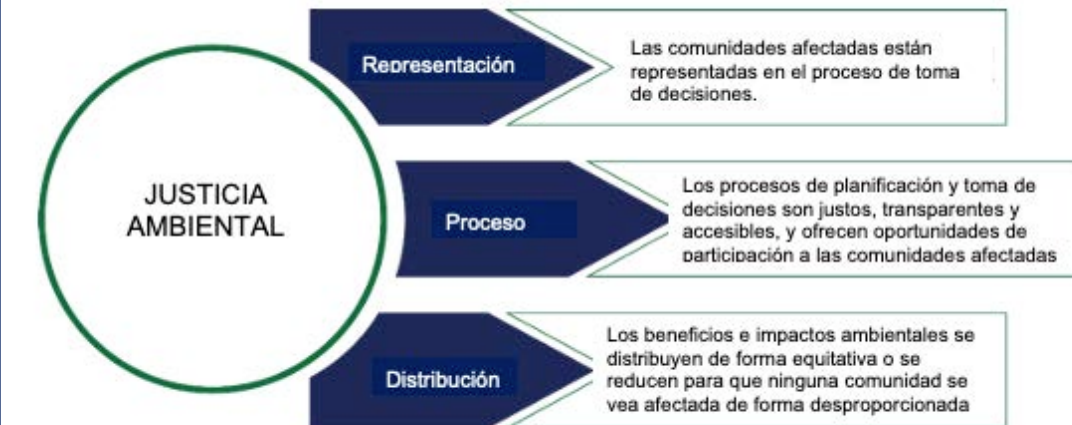 JUSTICIA
AMBIENTAL
Representación
Las comunidades afectadas están
representadas en el proceso de toma
de decisiones.
Proceso
Los procesos de planificación y toma de
decisiones son justos, transparentes y
accesibles, y ofrecen oportunidades de
participación a las comunidades afectadas
Distribución
Los beneficios e impactos ambientales se
distribuyen de forma equitativa o se
reducen para que ninguna comunidad se
vea afectada de forma desproporcionada